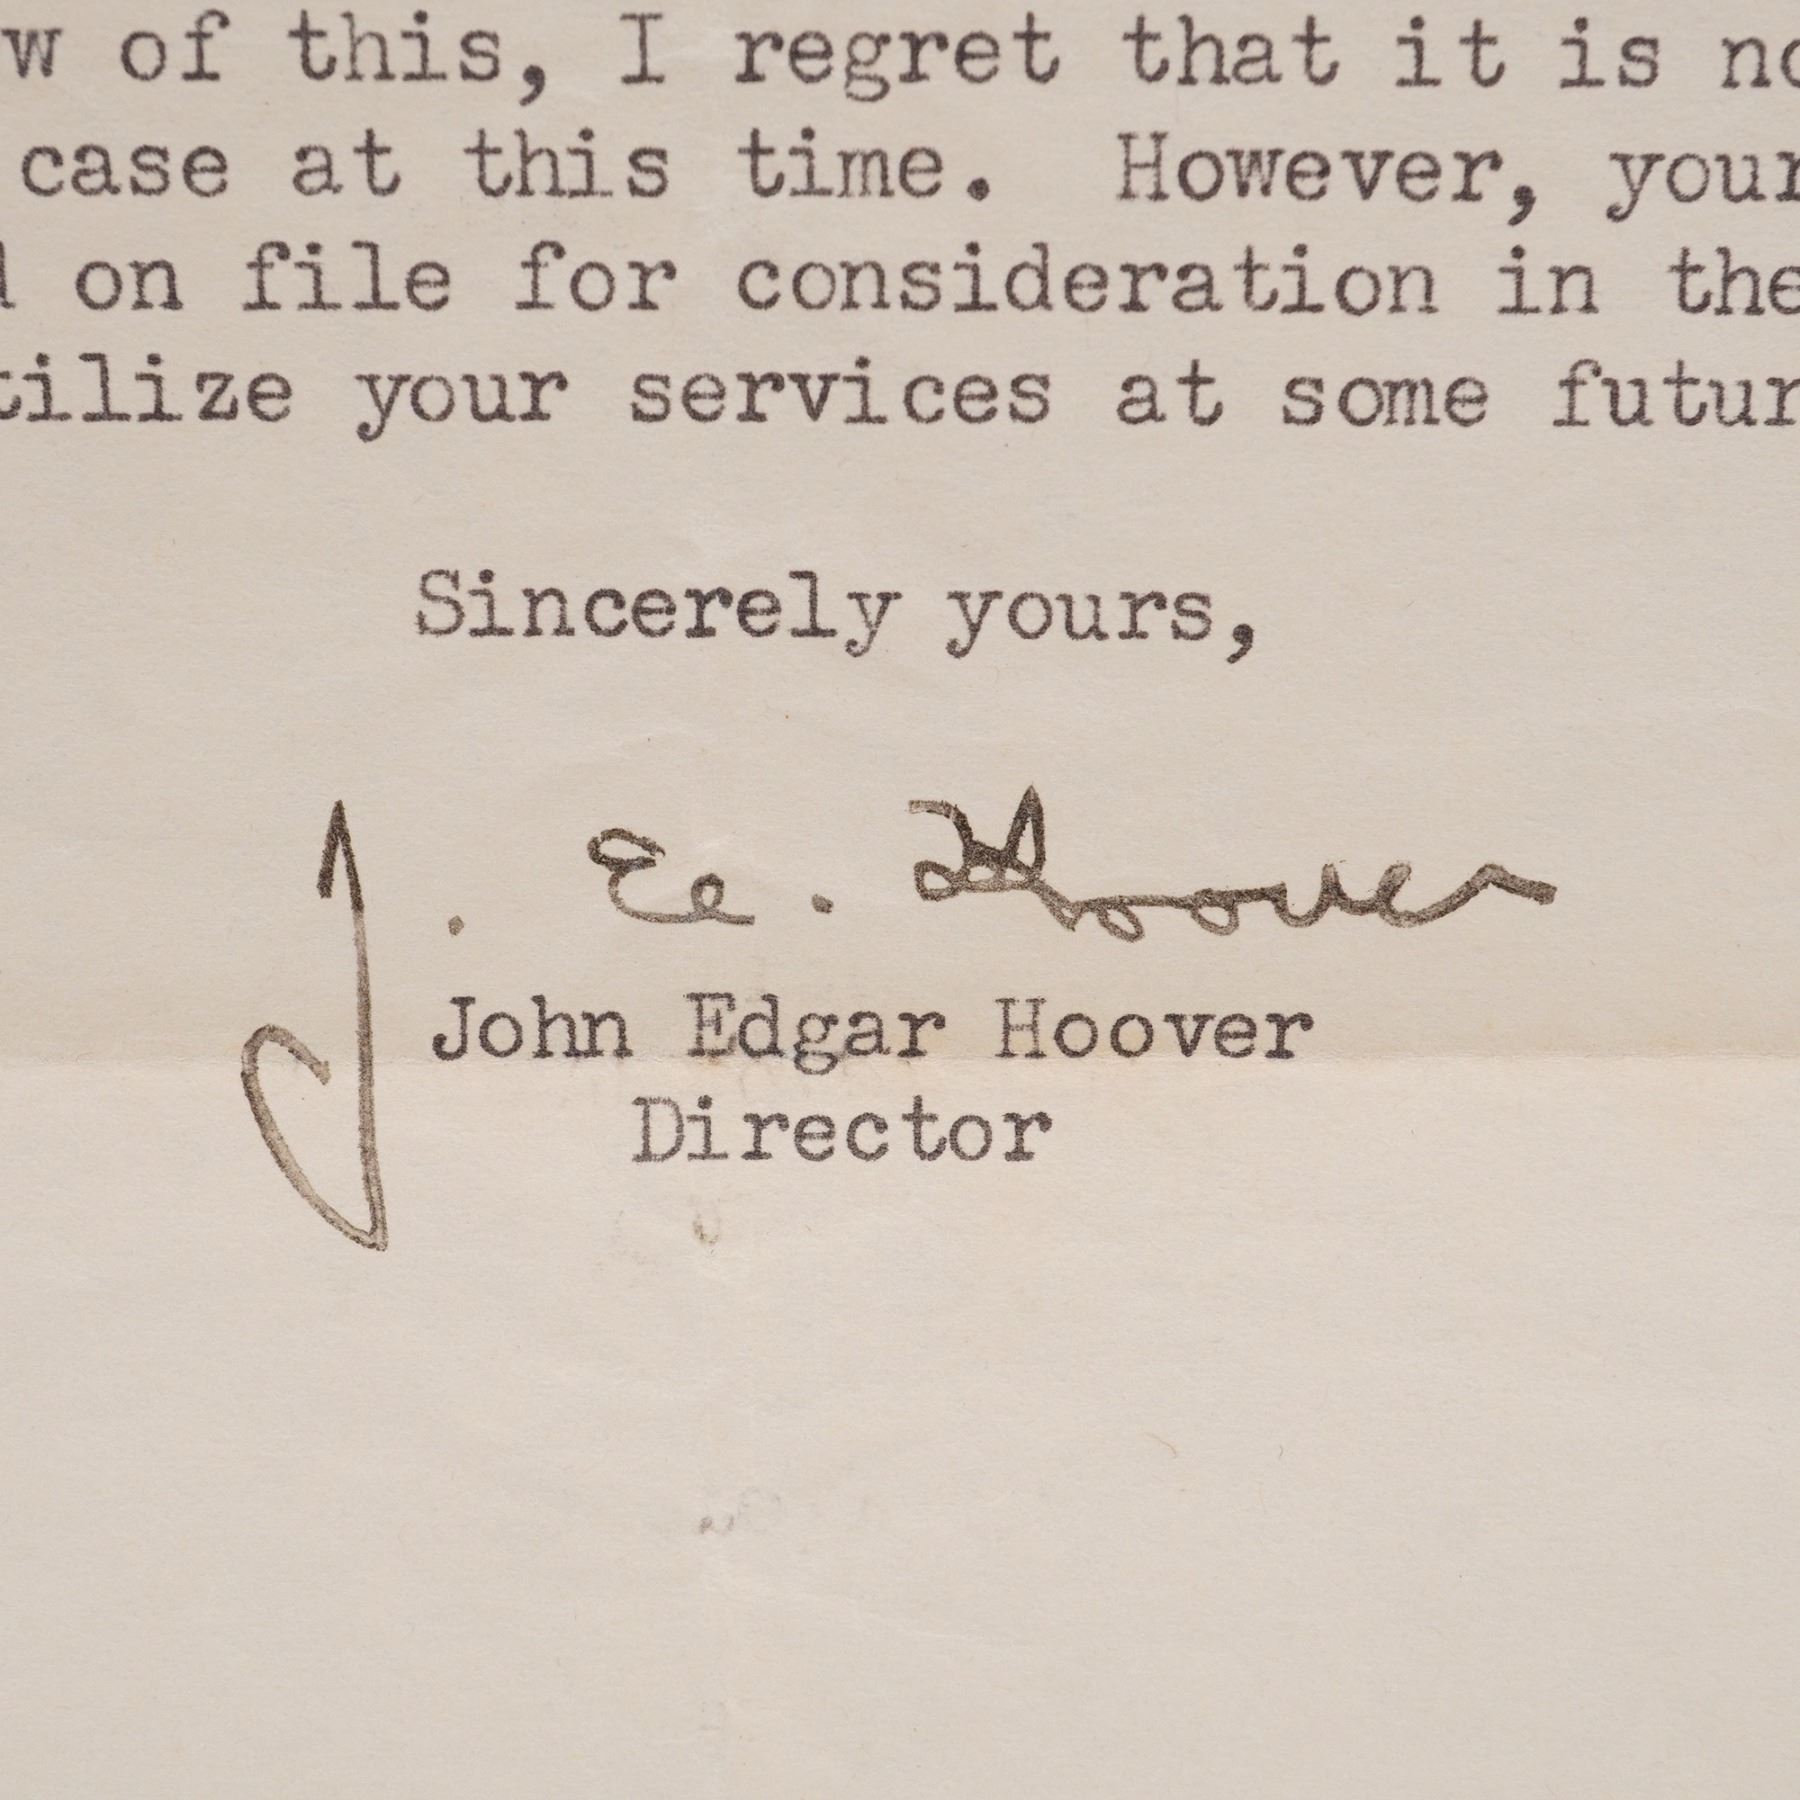 w of this, I regret that it is no
case at this time. However, your
d on file for consideration in the
tilize your services at some futur
Sincerely yours,
J. E. Hoover
John Edgar Hoover
Director